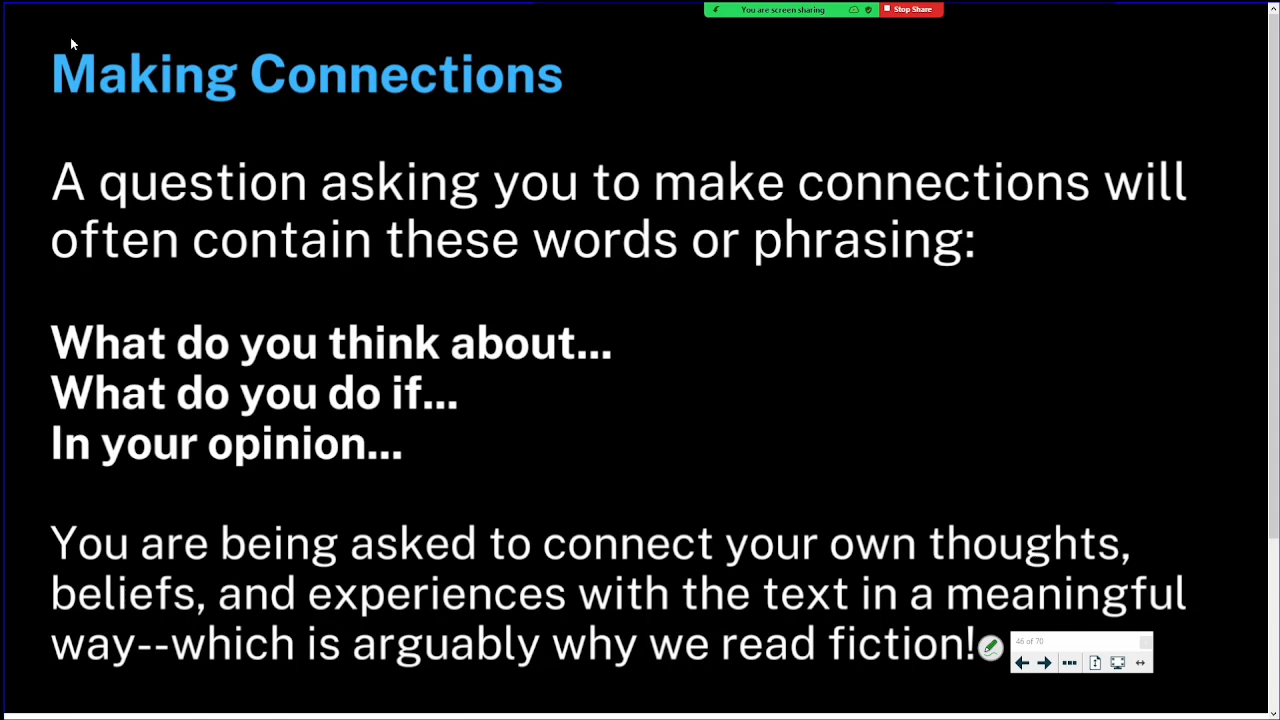 You are screen sharing
Stop Share
Making Connections
A question asking you to make connections will
often contain these words or phrasing:
What do you think about...
What do you do if...
In your opinion...
You are being asked to connect your own thoughts,
beliefs, and experiences with the text in a meaningful
way--which is arguably why we read fiction!
46 of 70